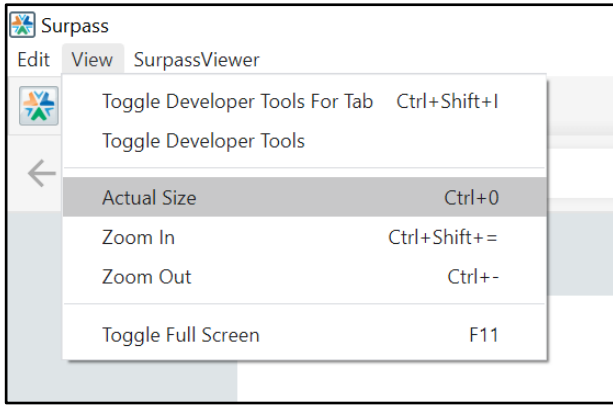 Surpass
Edit View SurpassViewer
Toggle Developer Tools For Tab Ctrl+Shift+I
Toggle Developer Tools
Actual Size Ctrl+0
Zoom In Ctrl+Shift+=
Zoom Out Ctrl+-
Toggle Full Screen F11